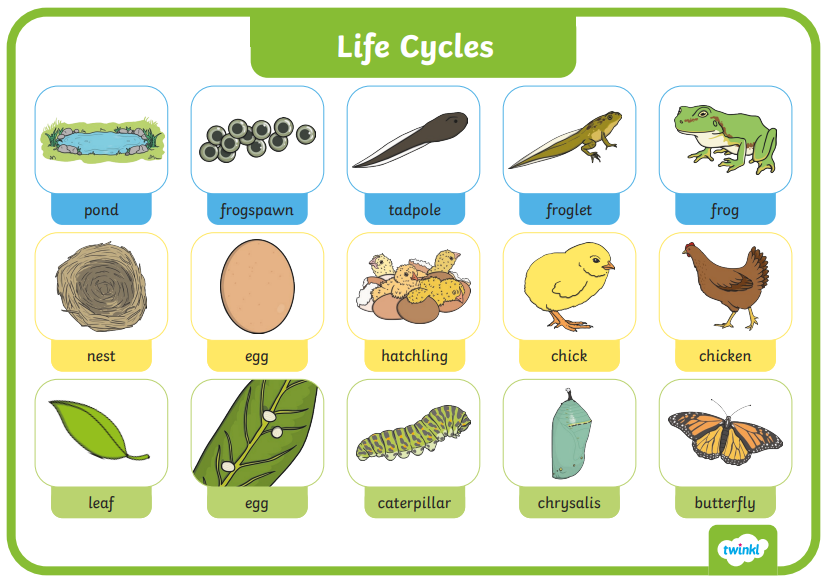 Life Cycles
pond
frogspawn
tadpole
froglet
frog
nest
egg
hatchling
chick
chicken
leaf
egg
caterpillar
chrysalis
butterfly
twinkl